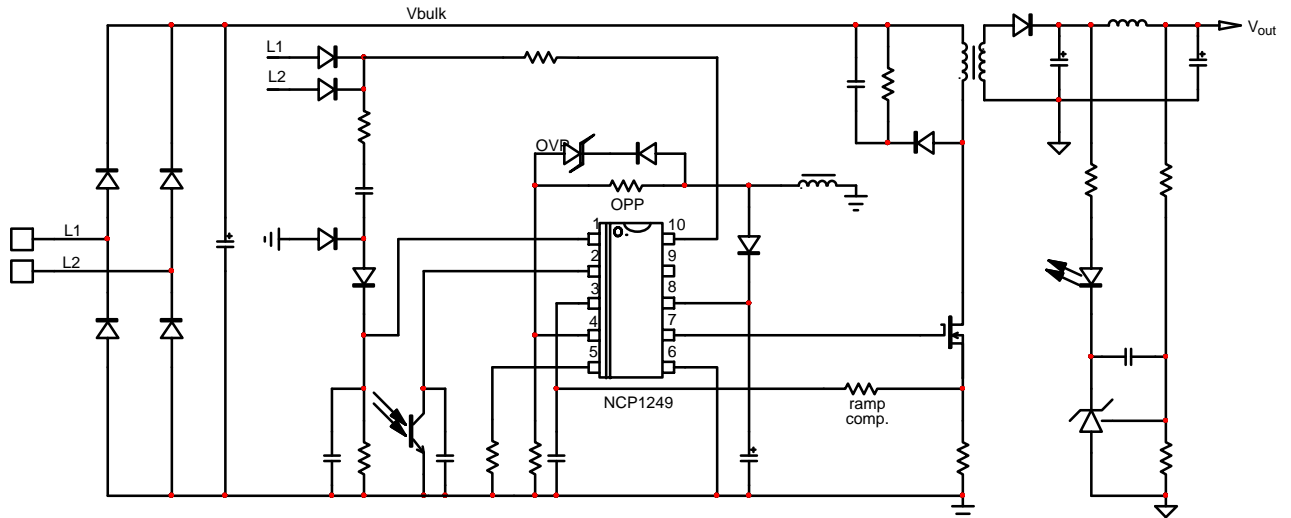 Vbulk
L1
Vout
L2
OVP
OPP
1
10
L1
2
9
L2
3
8
4
7
5
6
NCP1249
ramp
comp.